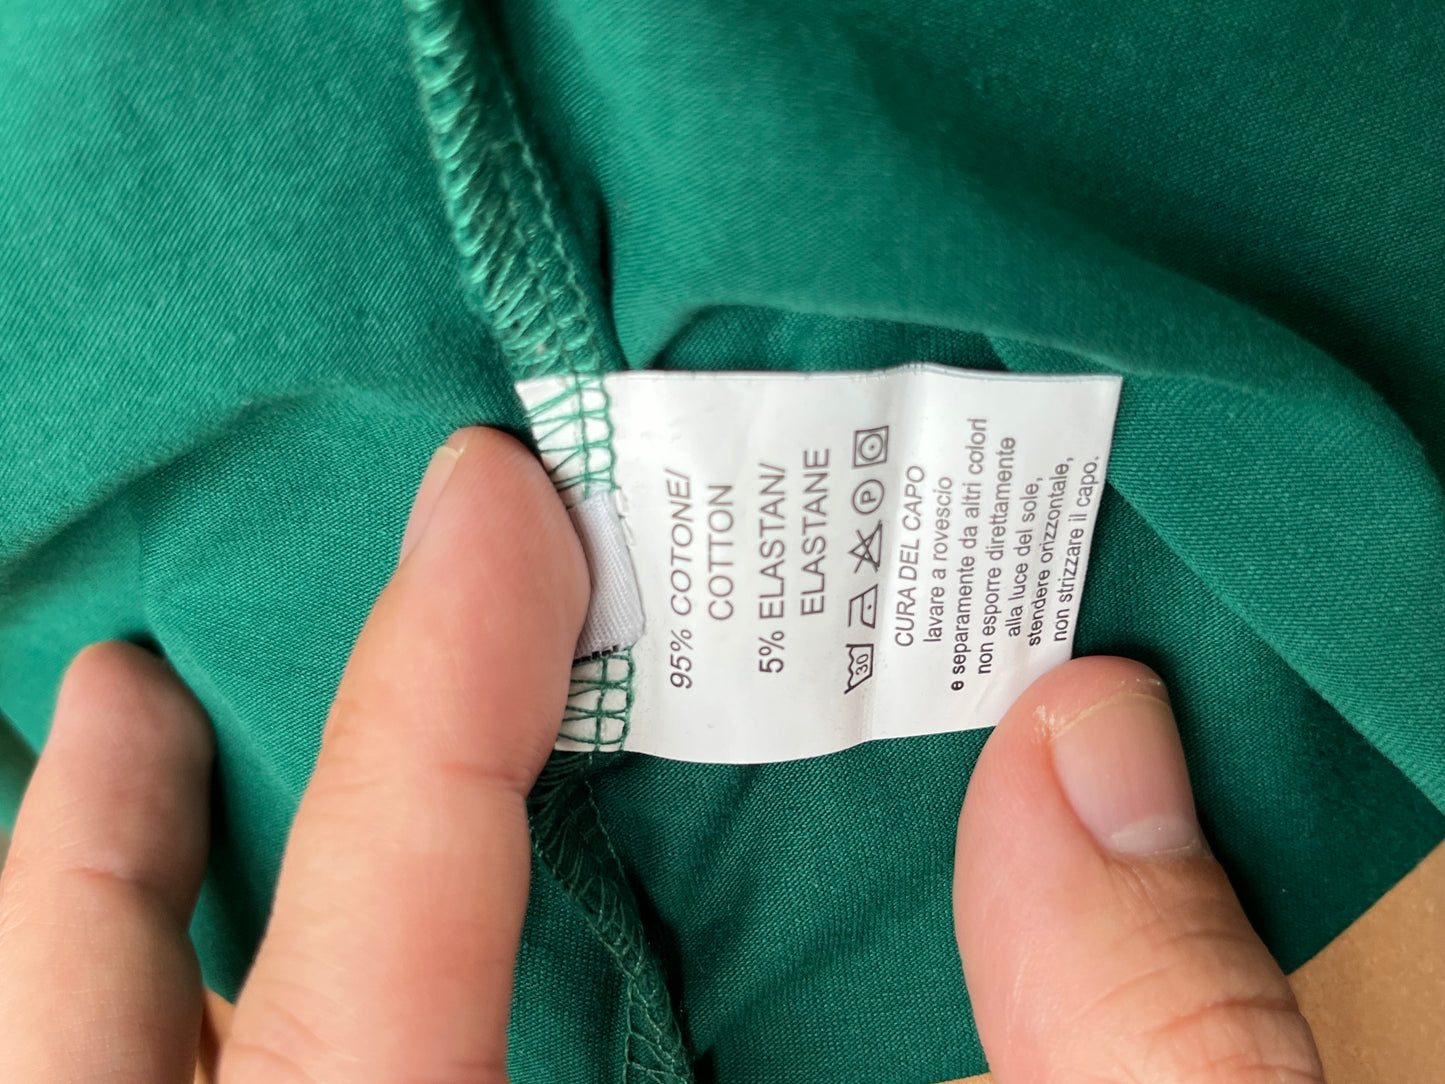 95% COTONE/
COTTON
5% ELASTAN/
ELASTANE
30 P
CURA DEL CAPO
lavare a rovescio
e separamente da altri colori
non esporre direttamente
alla luce del sole,
stendere orizzontale,
non strizzare il capo.